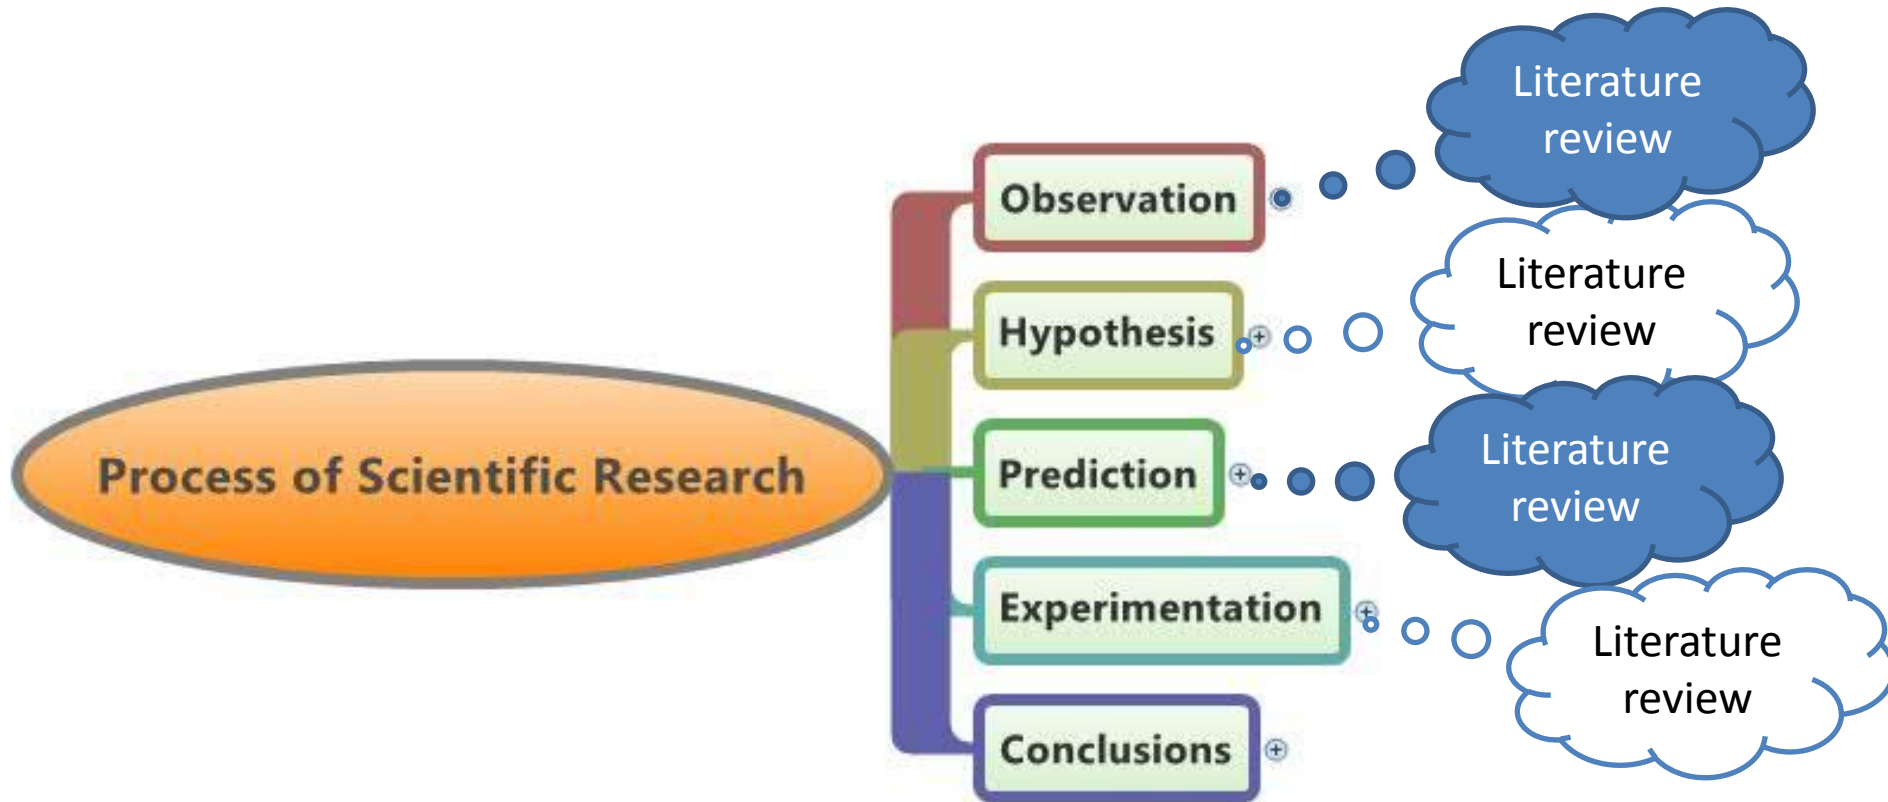 Process of Scientific Research
Observation
Literature
review
Hypothesis
Literature
review
Prediction
Literature
review
Experimentation
Literature
review
Conclusions